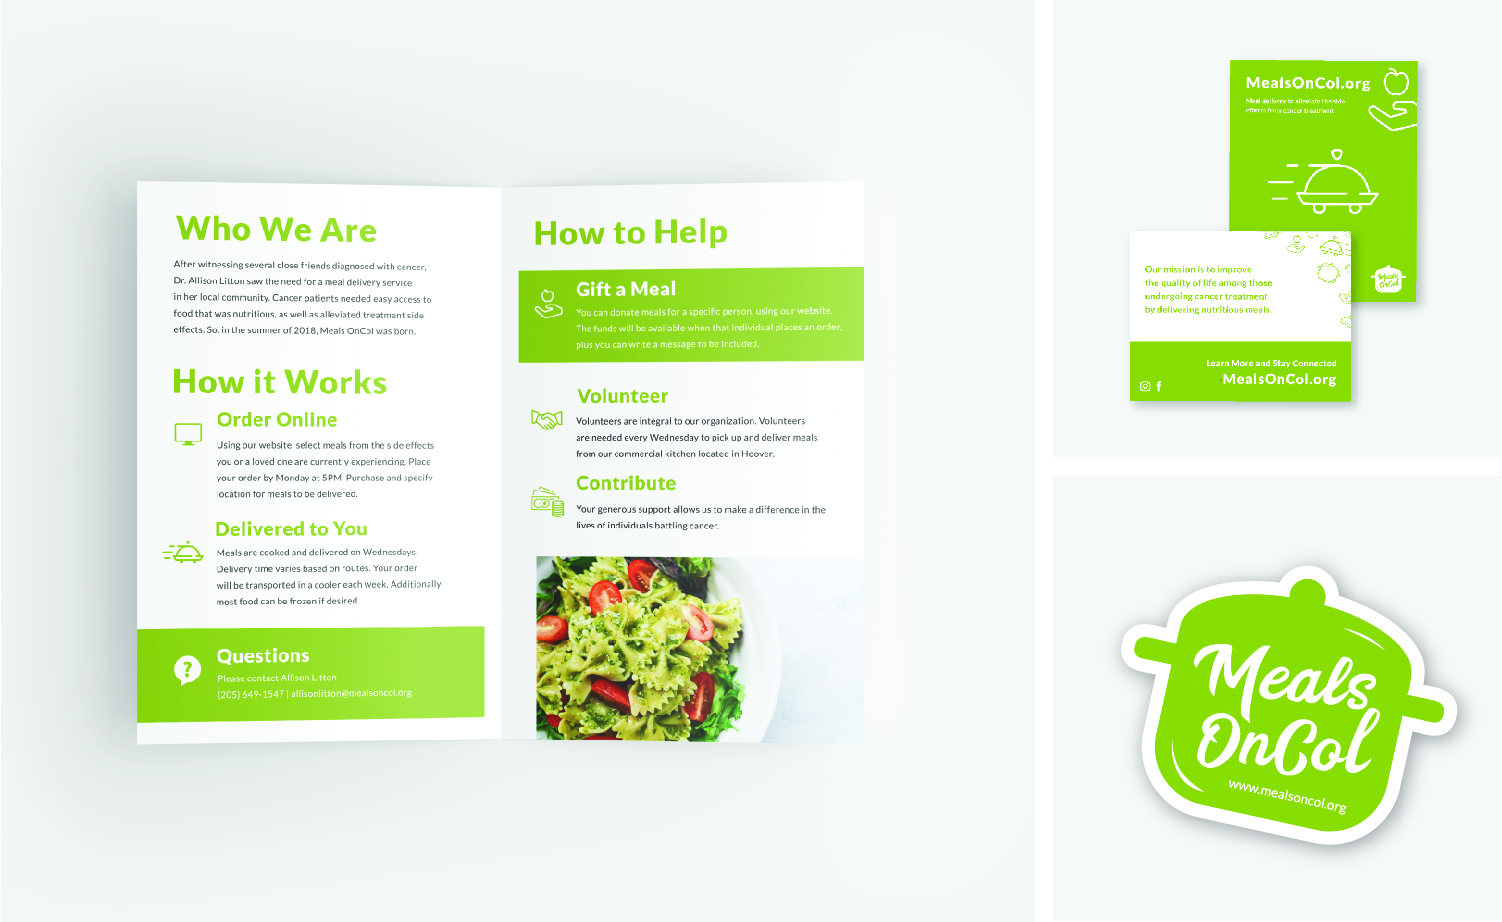 Who We Are
After witnessing several close friends diagnosed with cancer,
Dr. Allison Litton saw the need for a meal delivery service
in her local community. Cancer patients needed easy access to
food that was nutritious, as well as alleviated treatment side
effects. So, in the summer of 2018, Meals OnCol was born.
How it Works
Order Online
Using our website select meals from the side effects
you or a loved one are currently experiencing. Place
your order by Monday at 5PM. Purchase and specify
location for meals to be delivered.
Delivered to You
Meals are cooked and delivered on Wednesdays.
Delivery time varies based on routes. Your order
will be transported in a cooler each week. Additionally
most food can be frozen if desired.
Questions
Please contact Allison Litton
(205) 549-1547 | allisonlitton@mealsoncol.org
How to Help
Gift a Meal
You can donate meals for a specific person using our website.
The funds will be available when that individual places an order,
plus you can write a message to be included.
Volunteer
Volunteers are integral to our organization. Volunteers
are needed every Wednesday to pick up and deliver meals
from our commercial kitchen located in Hoover.
Contribute
Your generous support allows us to make a difference in the
lives of individuals battling cancer.
MealsOnCol.org
Meal delivery to alleviate the side
effects from cancer treatment
Meals
OnCol
Our mission is to improve
the quality of life among those
undergoing cancer treatment
by delivering nutritious meals.
Learn More and Stay Connected
MealsOnCol.org
Meals
OnCol
www.mealsoncol.org